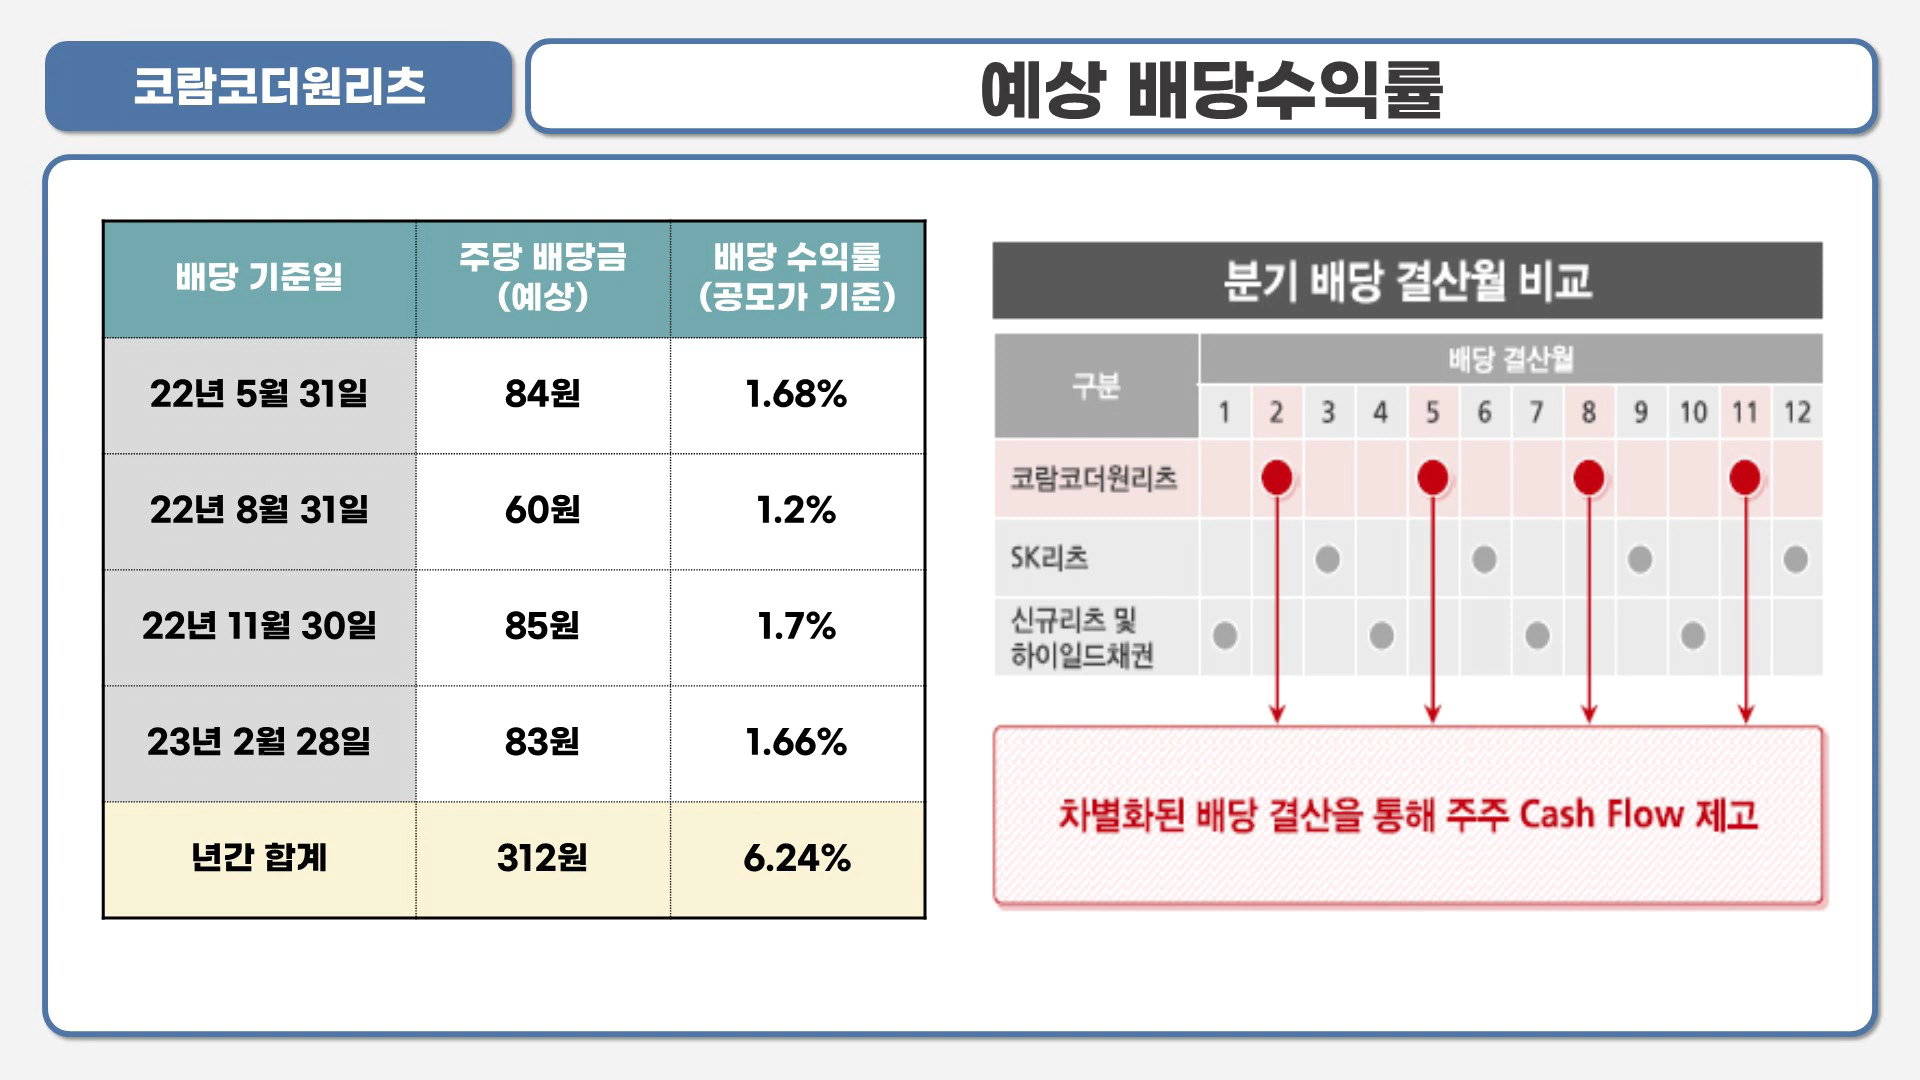 코람코더원리츠
예상 배당수익률
배당 기준일
주당 배당금
(예상)
배당 수익률
(공모가 기준)
22년 5월 31일
84원
1.68%
22년 8월 31일
60원
1.2%
22년 11월 30일
85원
1.7%
23년 2월 28일
83원
1.66%
년간 합계
312원
6.24%
분기 배당 결산월 비교
구분
배당 결산월
1 2 3 4 5 6 7 8 9 10 11 12
코람코더원리츠
SK리츠
신규리츠 및
하이일드채권
차별화된 배당 결산을 통해 주주 Cash Flow 제고